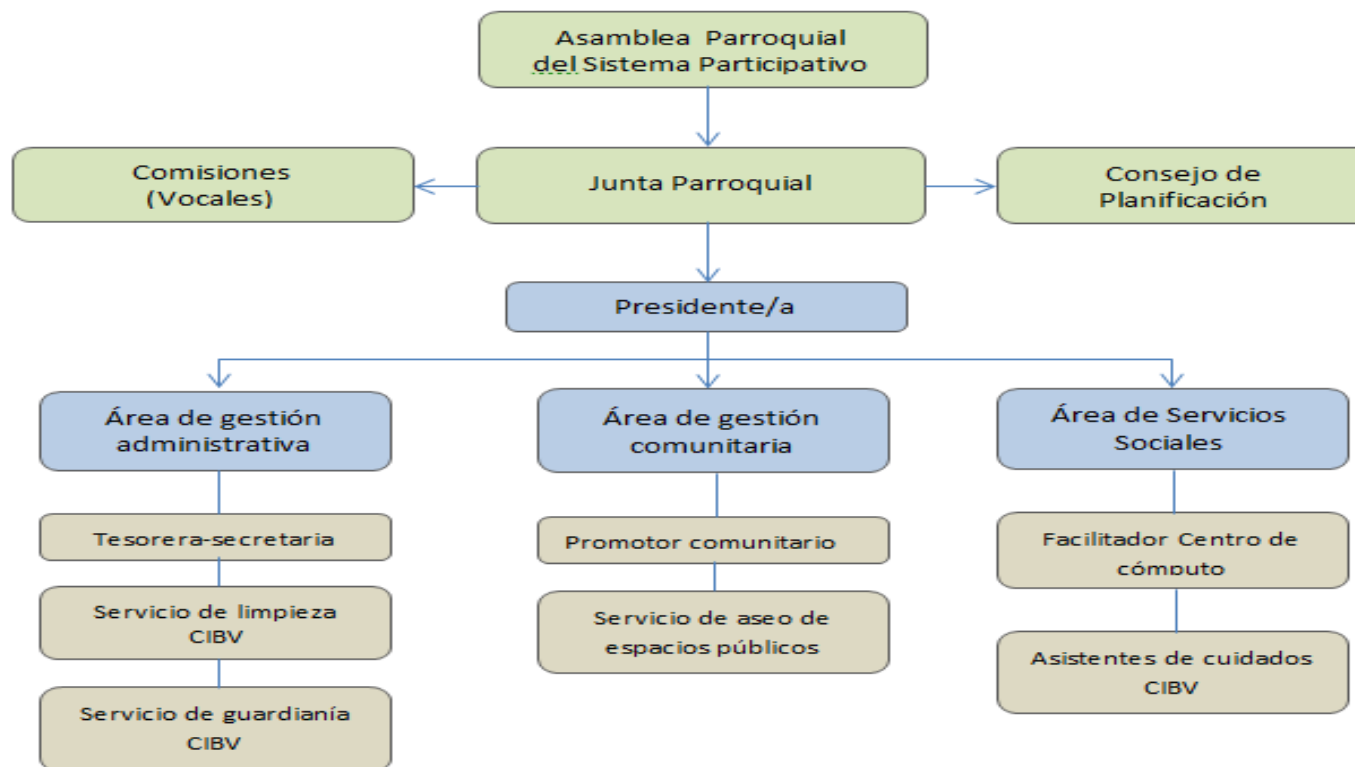 Asamblea Parroquial
del Sistema Participativo
Comisiones
(Vocales)
Junta Parroquial
Consejo de
Planificación
Presidente/a
Área de gestión
administrativa
Área de gestión
comunitaria
Área de Servicios
Sociales
Tesorera-secretaria
Promotor comunitario
Facilitador Centro de
cómputo
Servicio de limpieza
CIBV
Servicio de aseo de
espacios públicos
Asistentes de cuidados
CIBV
Servicio de guardianía
CIBV